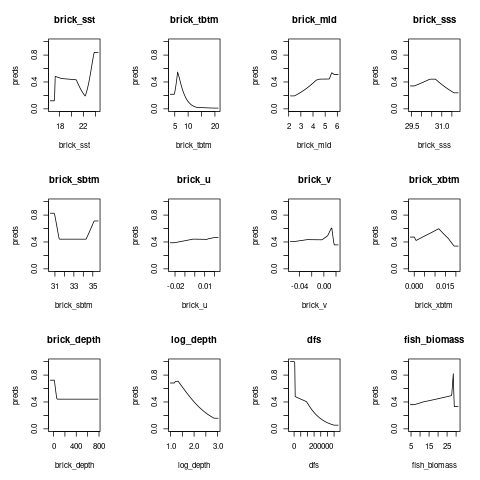 brick_sst
preds
0.0 0.4 0.8
18 22
brick_sst
brick_tbtm
preds
0.0 0.4 0.8
5 10 20
brick_tbtm
brick_mld
preds
0.0 0.4 0.8
2 3 4 5 6
brick_mld
brick_sss
preds
0.0 0.4 0.8
29.5 31.0
brick_sss
brick_sbtm
preds
0.0 0.4 0.8
31 33 35
brick_sbtm
brick_u
preds
0.0 0.4 0.8
-0.02 0.01
brick_u
brick_v
preds
0.0 0.4 0.8
-0.04 0.00
brick_v
brick_xbtm
preds
0.0 0.4 0.8
0.000 0.015
brick_xbtm
brick_depth
preds
0.0 0.4 0.8
0 400 800
brick_depth
log_depth
preds
0.0 0.4 0.8
1.0 2.0 3.0
log_depth
dfs
preds
0.0 0.4 0.8
0 200000
dfs
fish_biomass
preds
0.0 0.4 0.8
5 15 25
fish_biomass